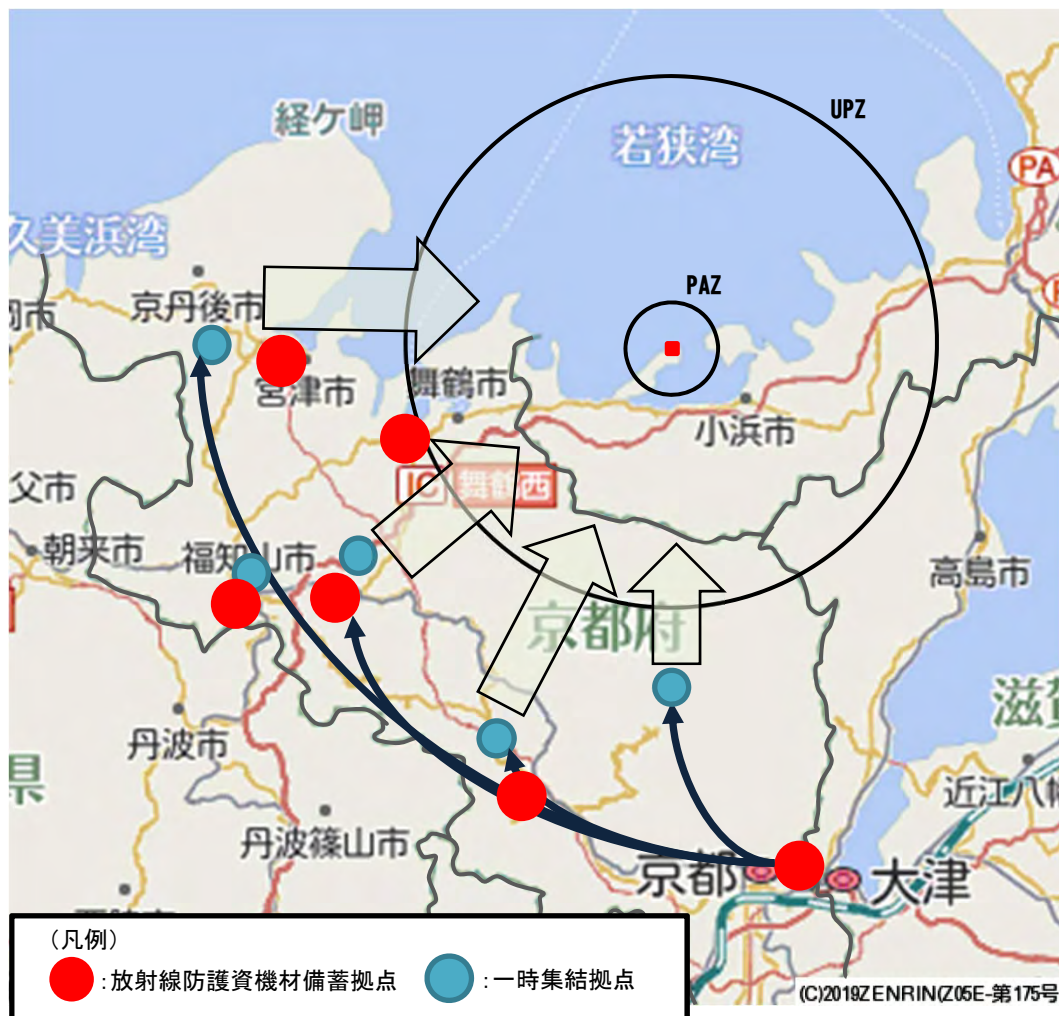 経ケ岬
若狭湾
UPZ
PA
久美浜湾
PAZ
京丹後市
宮津市
舞鶴市
小浜市
IC 舞鶴西
父市
朝来市
福知山市
高島市
京都府
滋賀
丹波市
県
近江八幡
丹波篠山市
京都
大津
(凡例)
:放射線防護資機材備蓄拠点
:一時集結拠点
(C)2019ZENRIN(Z05E-第175号